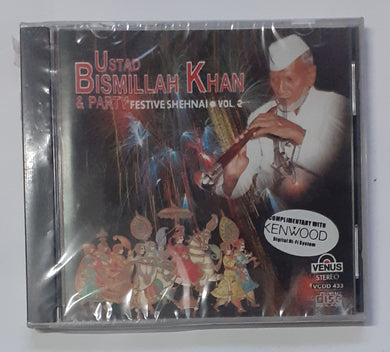 USTAD
BISMILLAH KHAN
& PARTY FESTIVE SHEHNAI • VOL. 2
COMPLIMENTARY WITH
KENWOOD
Digital Hi-Fi System
VENUS
STEREO
VCDD 433
disc